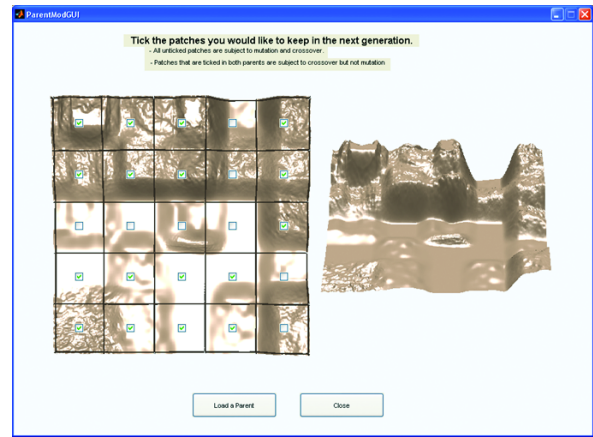 ParentModGUI
Tick the patches you would like to keep in the next generation.
- All unticked patches are subject to mutation and crossover.
- Patches that are ticked in both parents are subject to crossover but not mutation
Load a Parent
Close